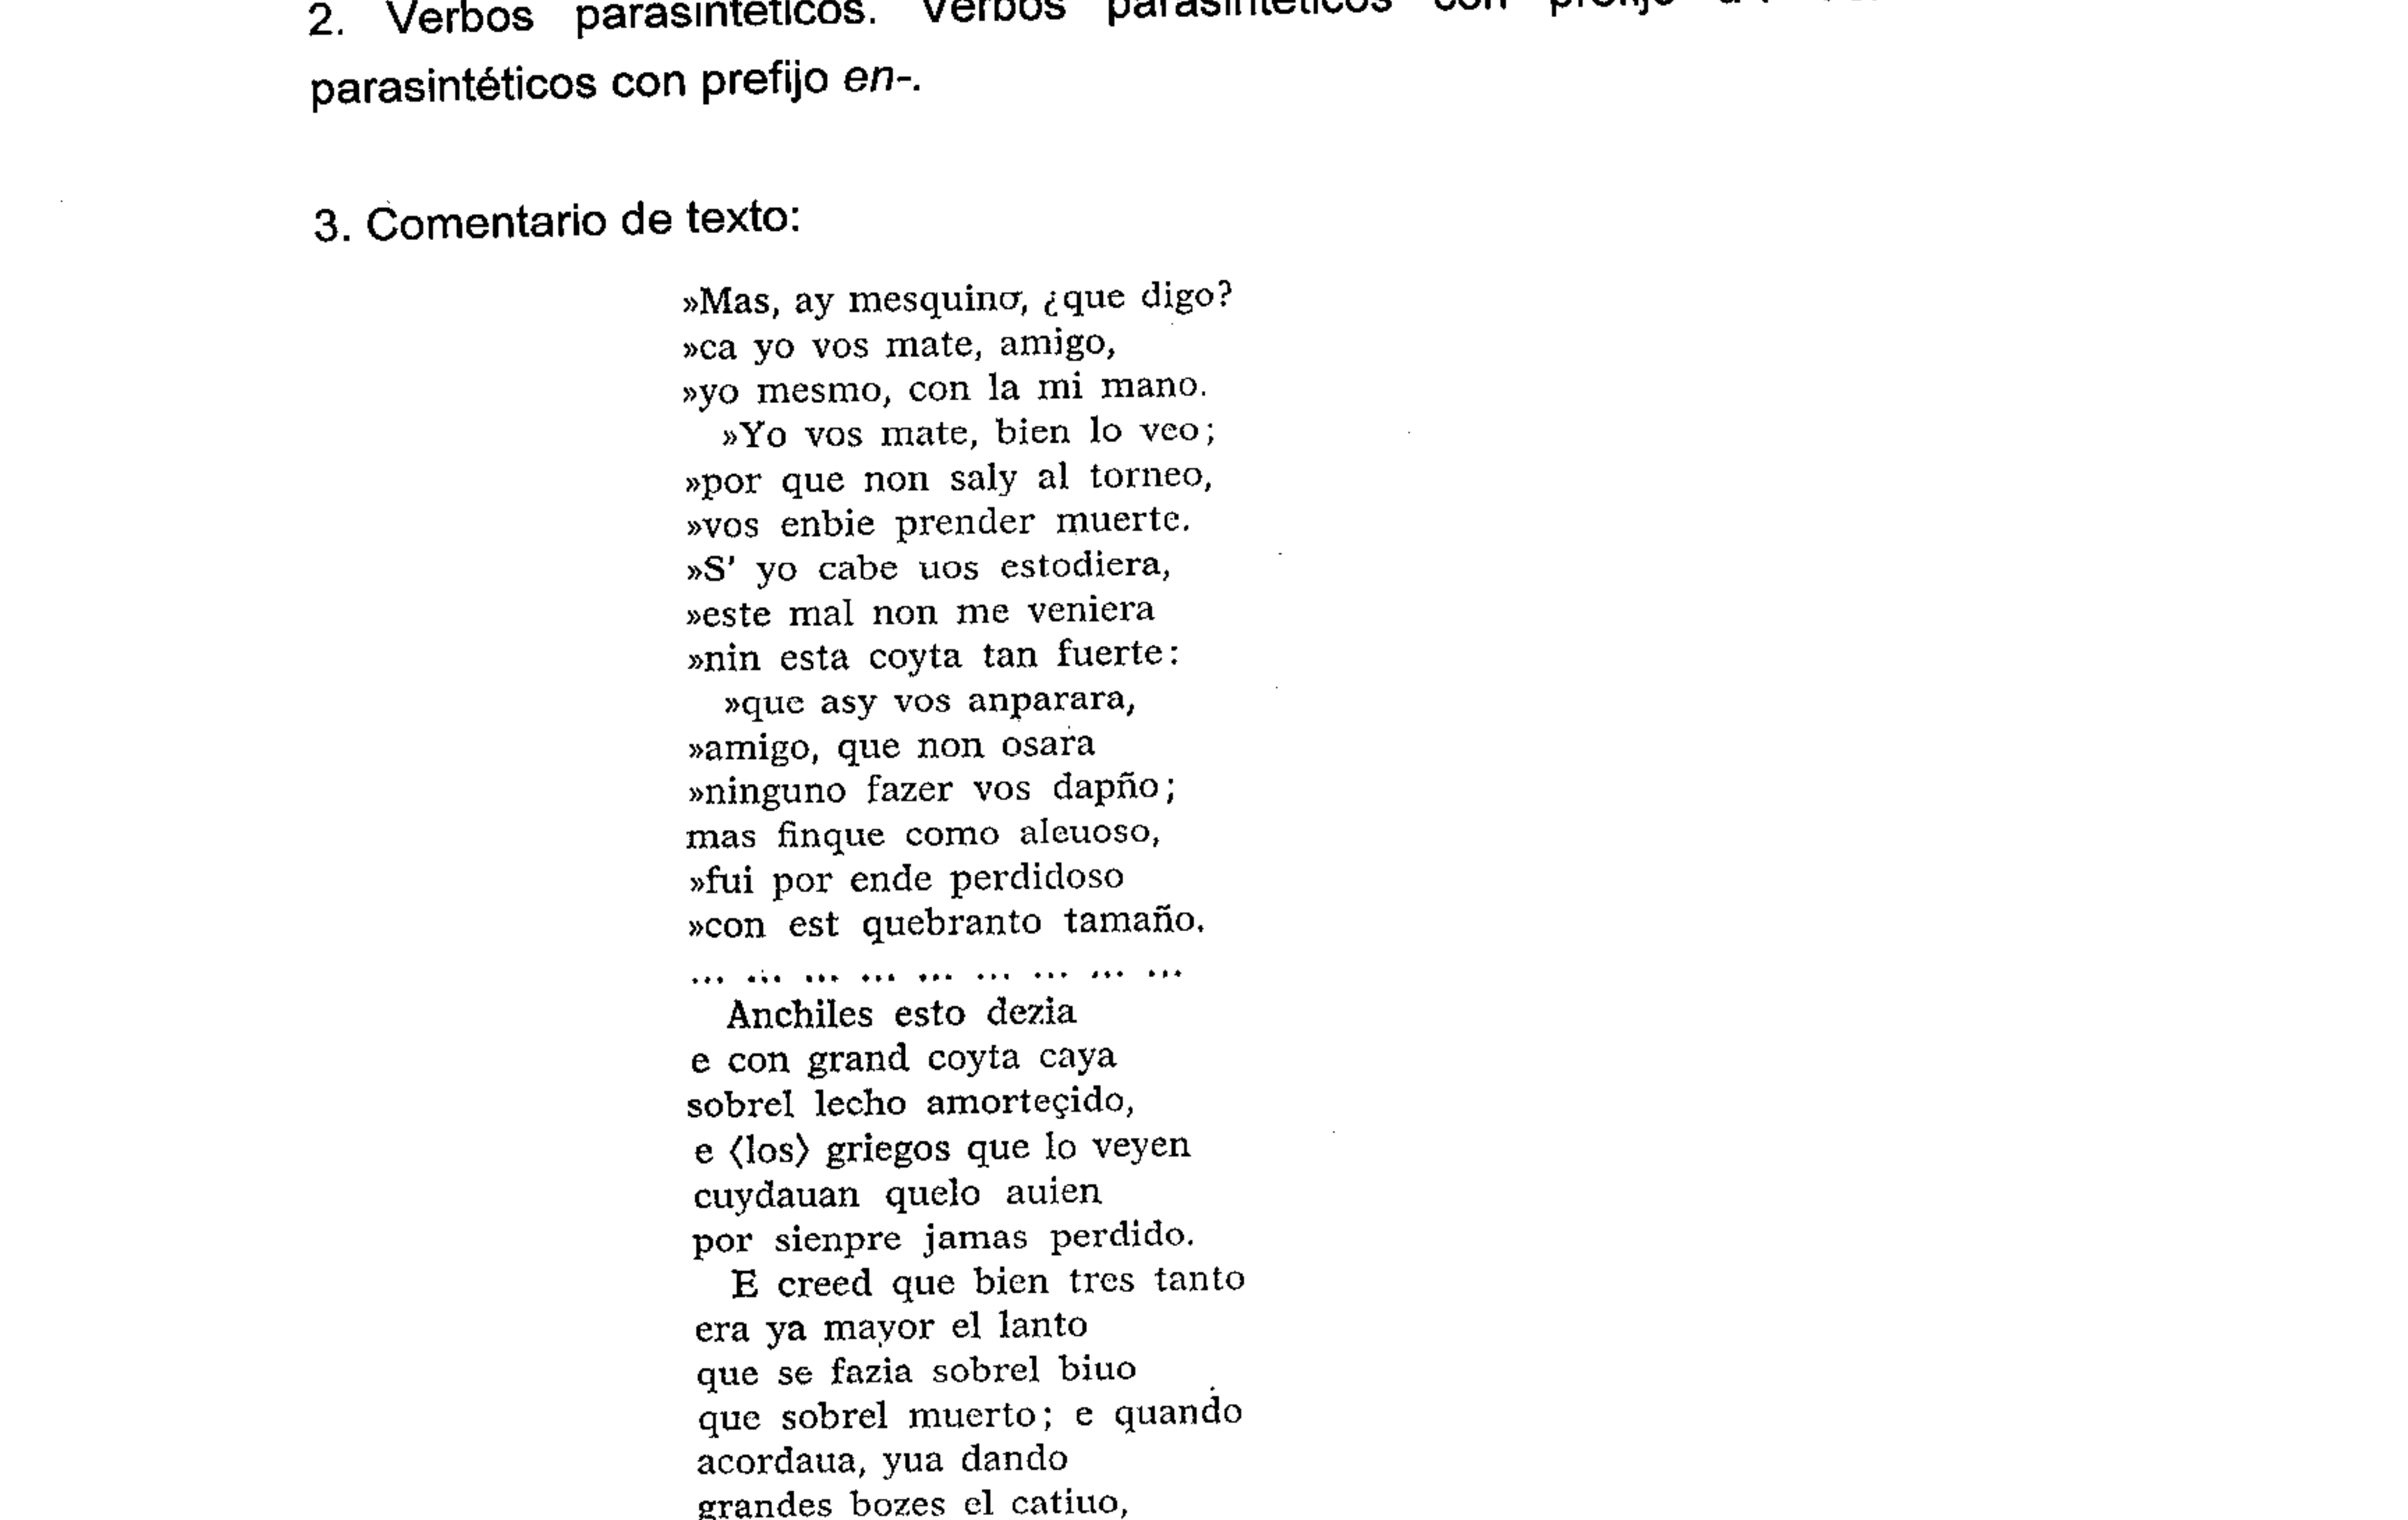 2. Verbos parasintéticos. Verbos parasintéticos con prefijo
parasintéticos con prefijo en-.
3. Comentario de texto:
»Mas, ay mesquino, ¿que digo?
»ca yo vos mate, amigo,
»yo mesmo, con la mi mano.
»Yo vos mate, bien lo veo;
»por que non saly al torneo,
»vos enbie prender muerte.
»S' yo cabe uos estodiera,
»este mal non me veniera
»nin esta coyta tan fuerte:
»que asy vos anparara,
»amigo, que non osara
»ninguno fazer vos dapño;
mas finque como aleuoso,
»fui por ende perdidoso
»con est quebranto tamaño.
... ... ... ... ... ... ... ... ...
Anchiles esto dezia
e con grand coyta caya
sobrel lecho amorteçido,
e ⟨los⟩ griegos que lo veyen
cuydauan quelo auien
por sienpre jamas perdido.
E creed que bien tres tanto
era ya mayor el lanto
que se fazia sobrel biuo
que sobrel muerto; e quando
acordaua, yua dando
grandes bozes el catiuo,